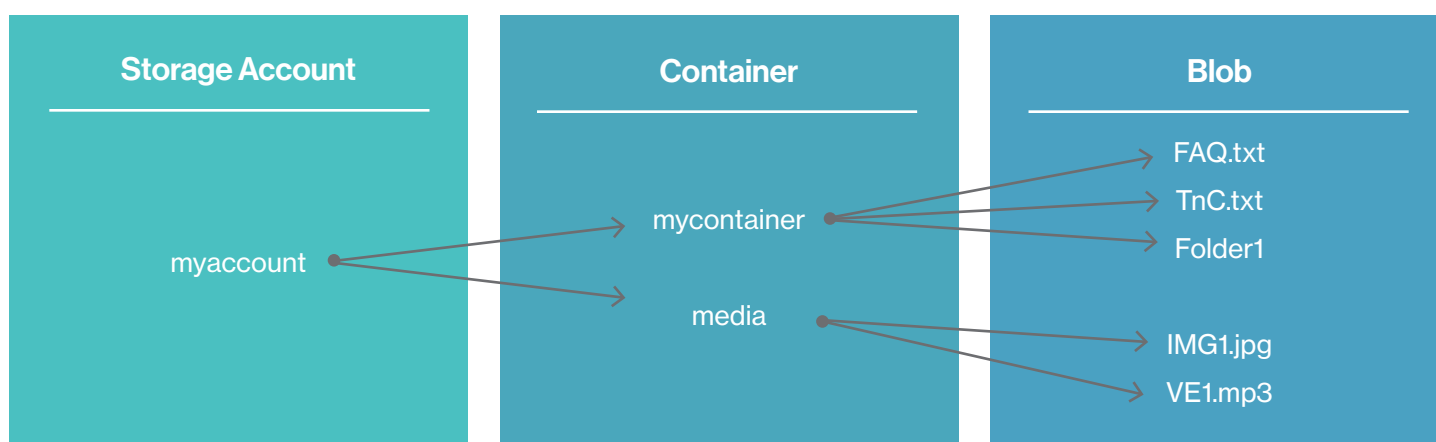 Storage Account
myaccount
Container
mycontainer
media
Blob
FAQ.txt
TnC.txt
Folder1
IMG1.jpg
VE1.mp3